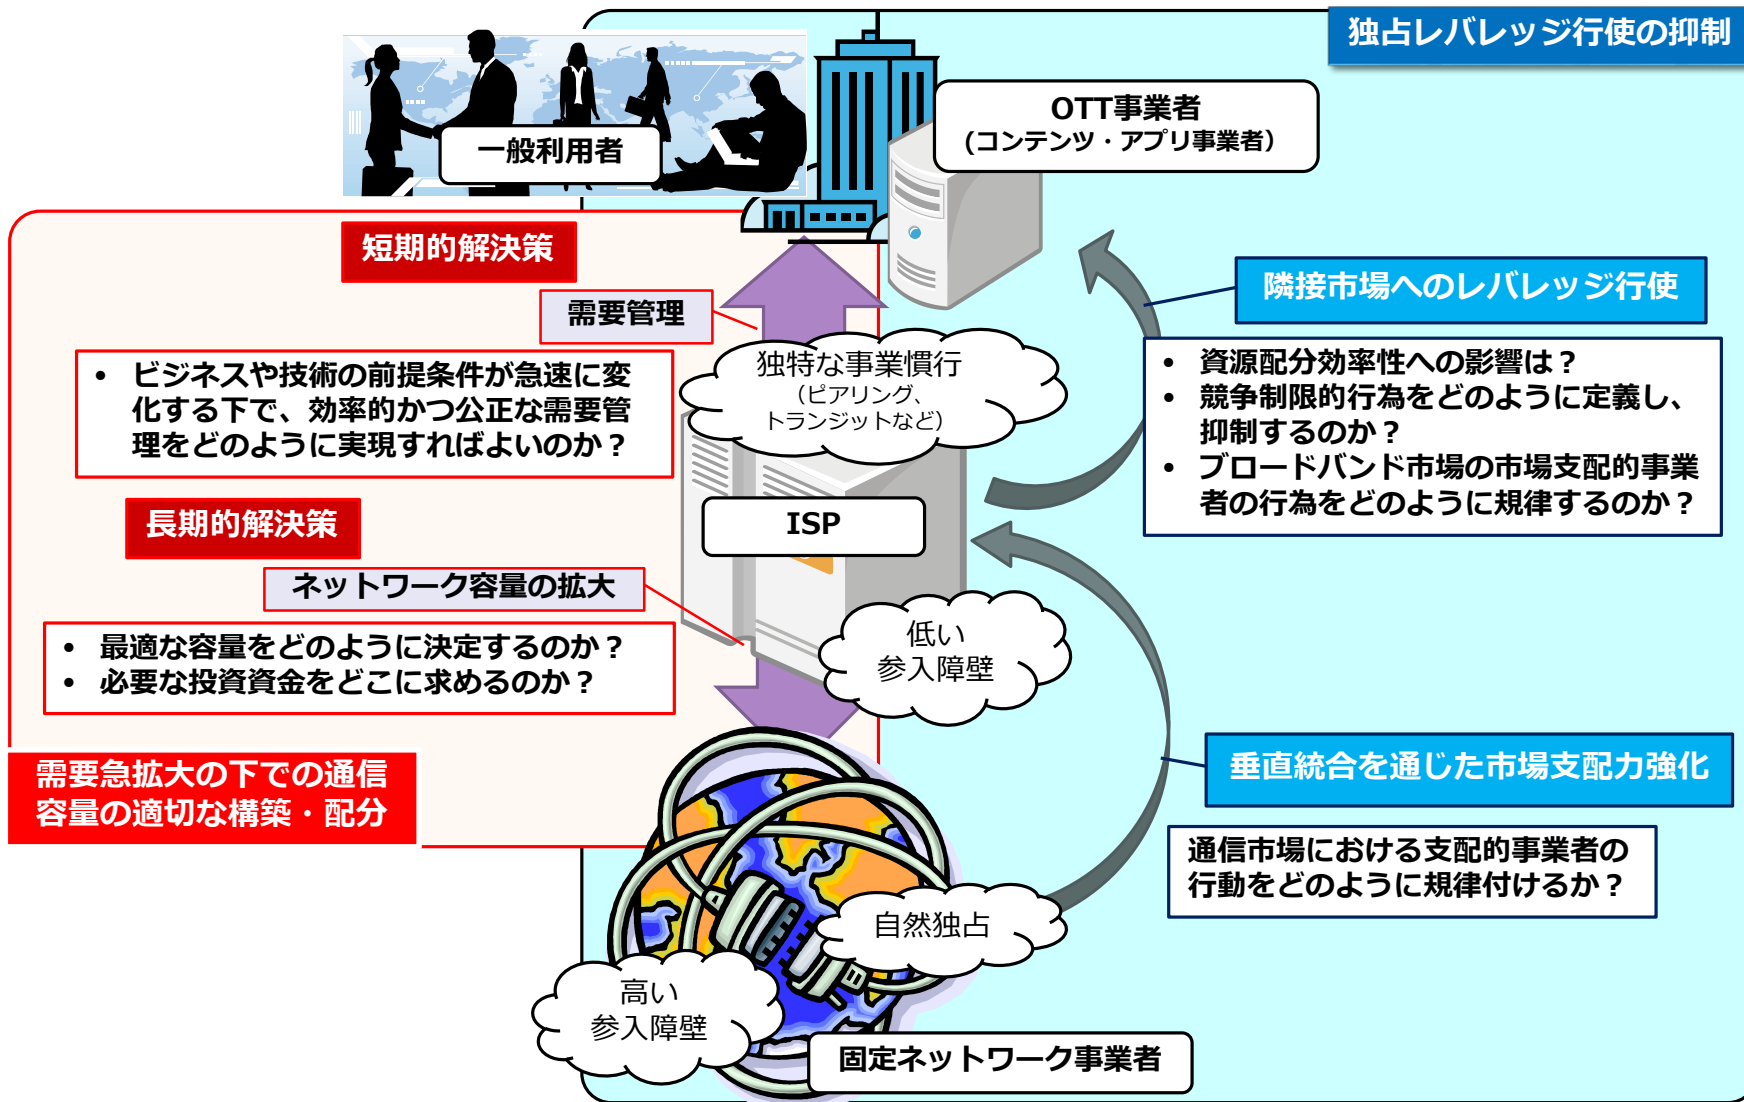 独占レバレッジ行使の抑制
OTT事業者
(コンテンツ・アプリ事業者）
一般利用者
短期的解決策
需要管理
隣接市場へのレバレッジ行使
独特な事業慣行
（ピアリング、
トランジットなど）
• ビジネスや技術の前提条件が急速に変
化する下で、効率的かつ公正な需要管
理をどのように実現すればよいのか？
• 資源配分効率性への影響は？
• 競争制限的行為をどのように定義し、
抑制するのか？
• ブロードバンド市場の市場支配的事業
者の行為をどのように規律するのか？
長期的解決策
ISP
ネットワーク容量の拡大
• 最適な容量をどのように決定するのか？
• 必要な投資資金をどこに求めるのか？
低い
参入障壁
需要急拡大の下での通信
容量の適切な構築・配分
垂直統合を通じた市場支配力強化
通信市場における支配的事業者の
行動をどのように規律付けるか？
自然独占
高い
参入障壁
固定ネットワーク事業者